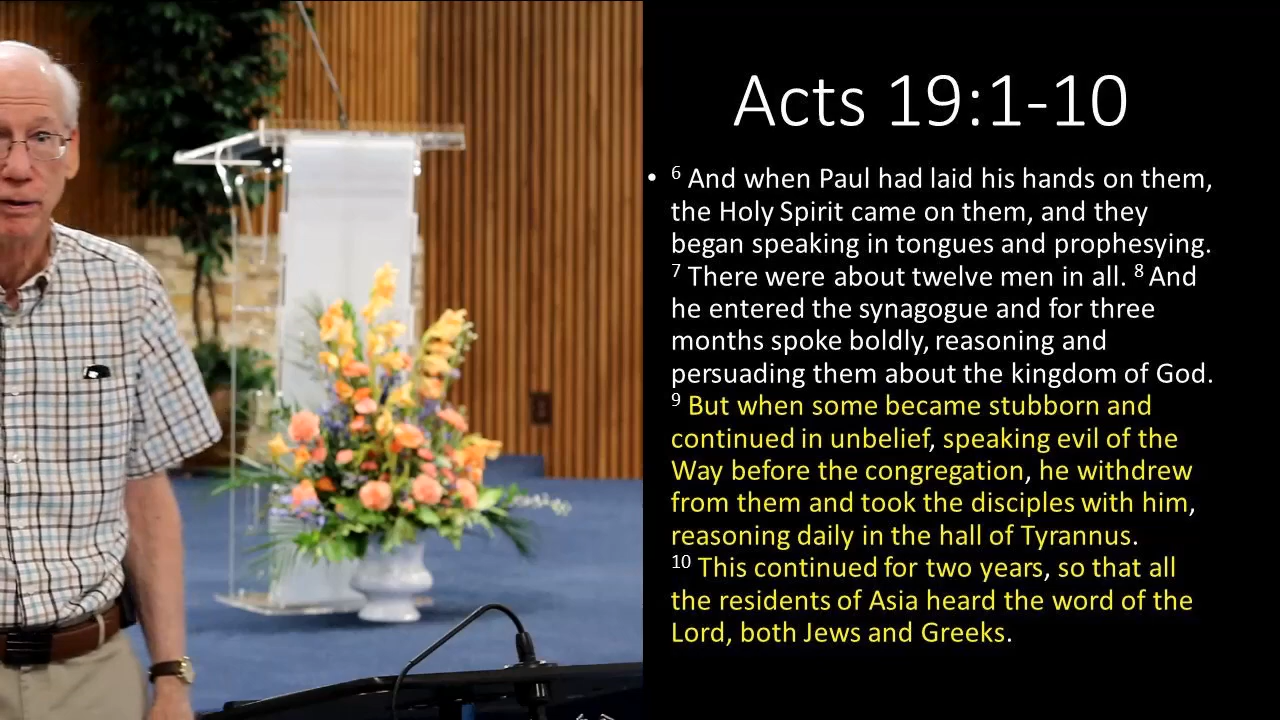 Acts 19:1-10
• ⁶ And when Paul had laid his hands on them,
the Holy Spirit came on them, and they
began speaking in tongues and prophesying.
⁷ There were about twelve men in all. ⁸ And
he entered the synagogue and for three
months spoke boldly, reasoning and
persuading them about the kingdom of God.
⁹ But when some became stubborn and
continued in unbelief, speaking evil of the
Way before the congregation, he withdrew
from them and took the disciples with him,
reasoning daily in the hall of Tyrannus.
¹⁰ This continued for two years, so that all
the residents of Asia heard the word of the
Lord, both Jews and Greeks.